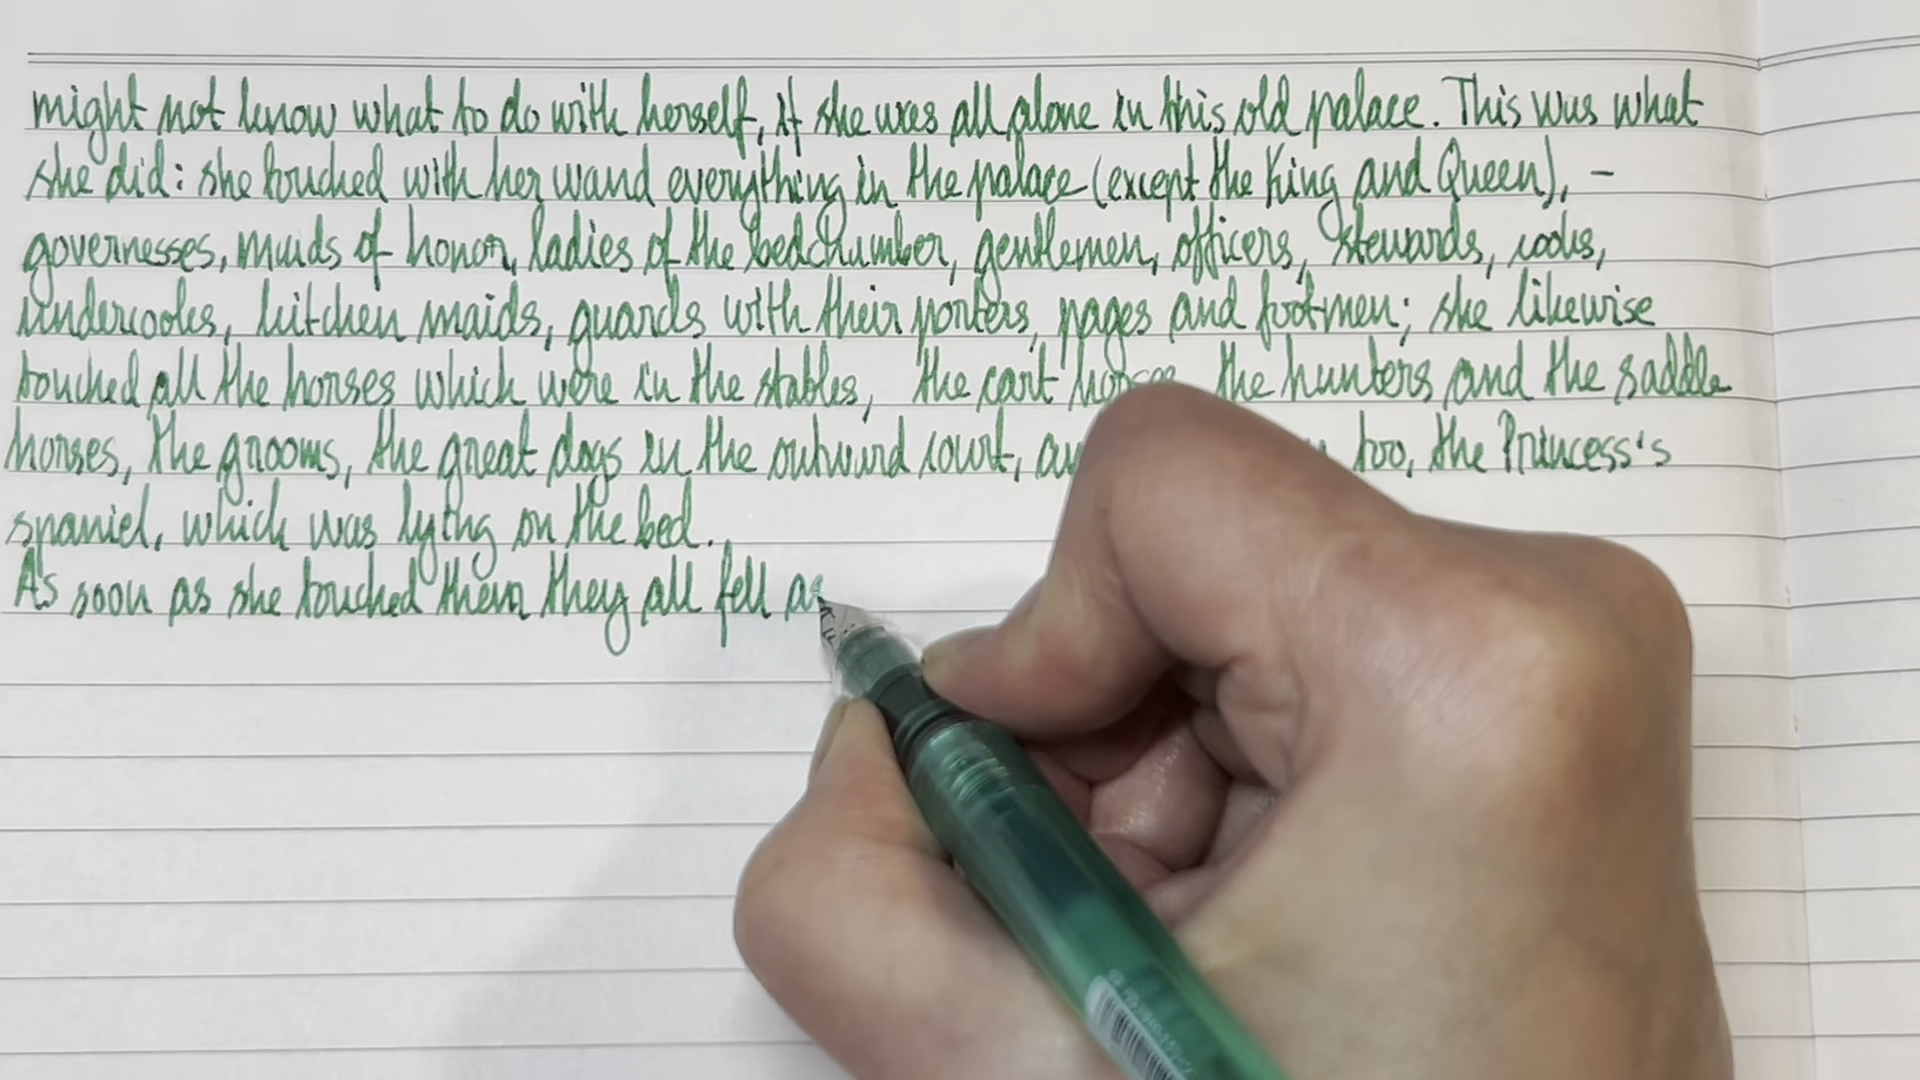 might not know what to do with herself, if she was all alone in this old palace. This was what
she did: she touched with her wand everything in the palace (except the King and Queen), -
governesses, maids of honor, ladies of the bedchamber, gentlemen, officers, stewards, cooks,
undercooks, kitchen maids, guards with their porters, pages and footmen; she likewise
touched all the horses which were in the stables, the cart horses, the hunters and the saddle
horses, the grooms, the great dogs in the outward court, too, the Princess's
spaniel, which was lying on the bed.
As soon as she touched them they all fell as